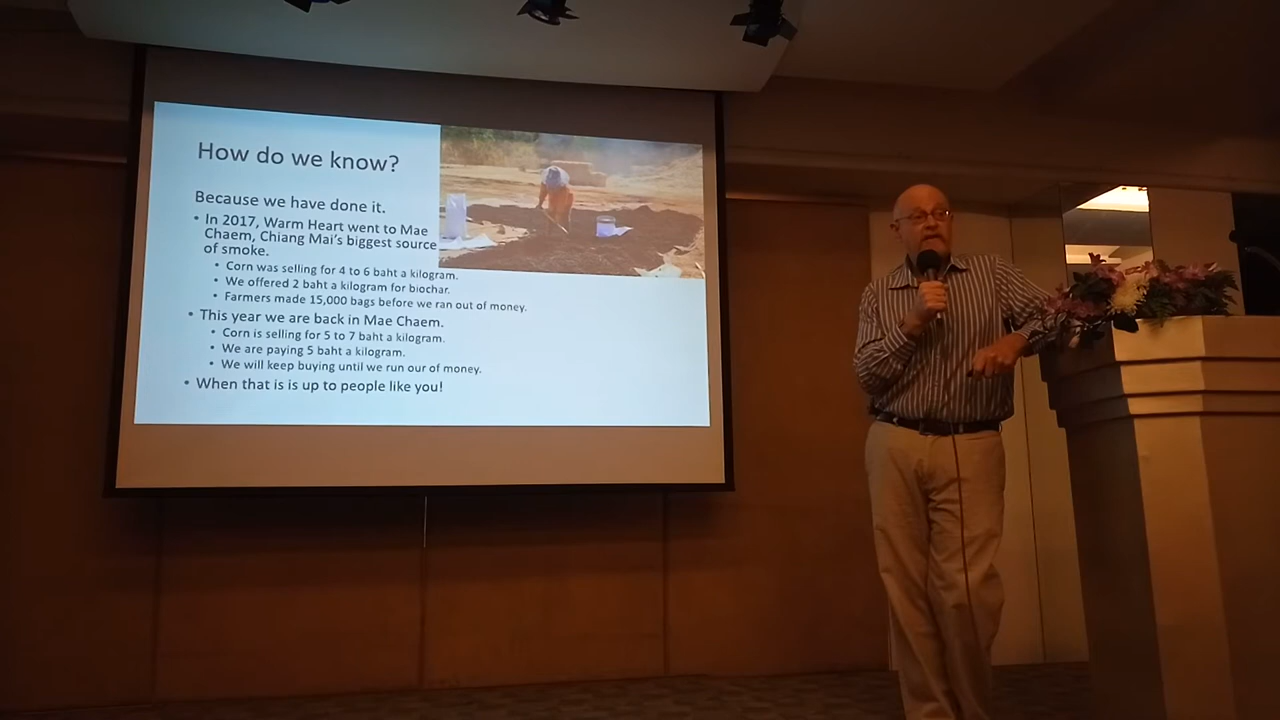 How do we know?
Because we have done it.
• In 2017, Warm Heart went to Mae
Chaem, Chiang Mai's biggest source
of smoke.
• Corn was selling for 4 to 6 baht a kilogram.
• We offered 2 baht a kilogram for biochar.
• Farmers made 15,000 bags before we ran out of money.
• This year we are back in Mae Chaem.
• Corn is selling for 5 to 7 baht a kilogram.
• We are paying 5 baht a kilogram.
• We will keep buying until we run our of money.
• When that is is up to people like you!